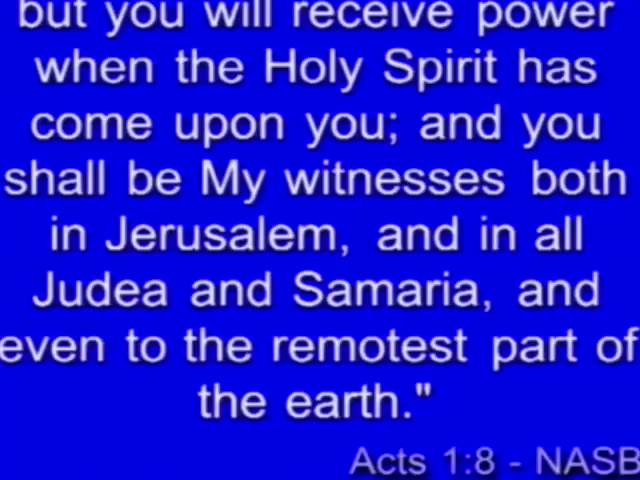 but you will receive power
when the Holy Spirit has
come upon you; and you
shall be My witnesses both
in Jerusalem, and in all
Judea and Samaria, and
even to the remotest part of
the earth."
Acts 1:8 - NASB